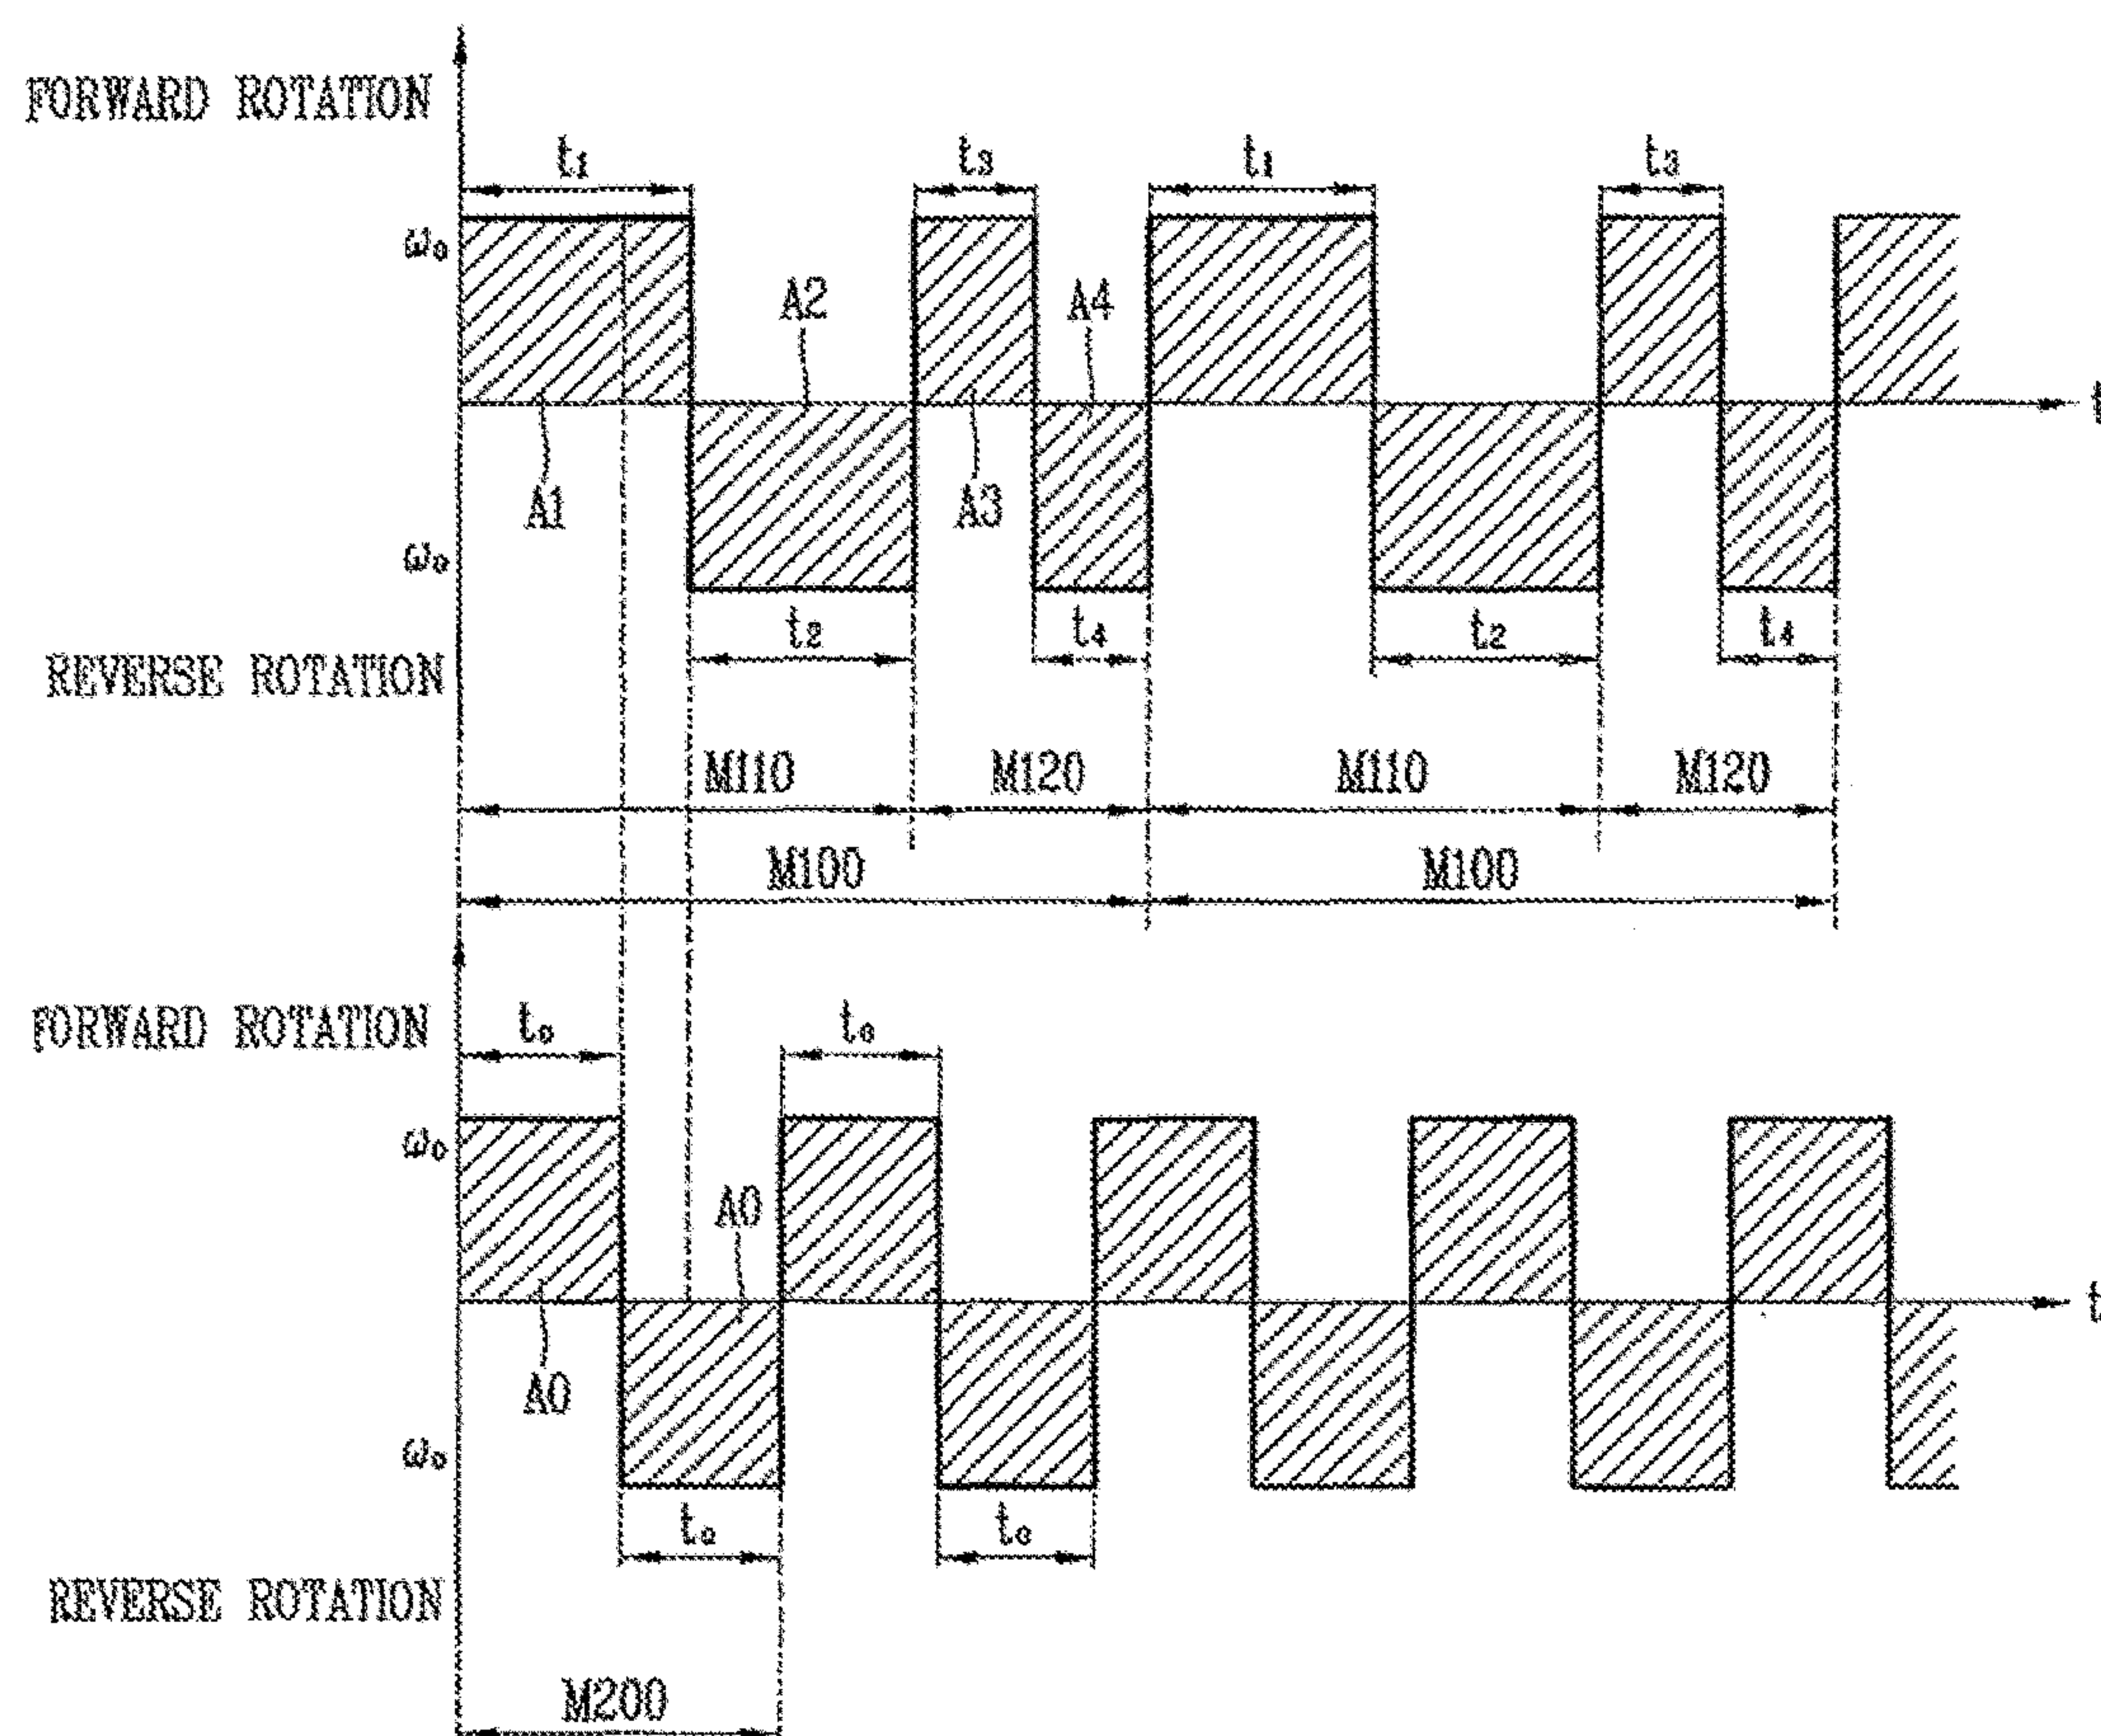 FORWARD ROTATION
t₁ t₃ t₁ t₃
ω₀
A2 A4
t
A1 A3
ω₀
t₂ t₄ t₂ t₄
REVERSE ROTATION
M110 M120 M110 M120
M100 M100
FORWARD ROTATION
t₀ t₀
ω₀
A0
t
A0
ω₀
t₀ t₀
REVERSE ROTATION
M200